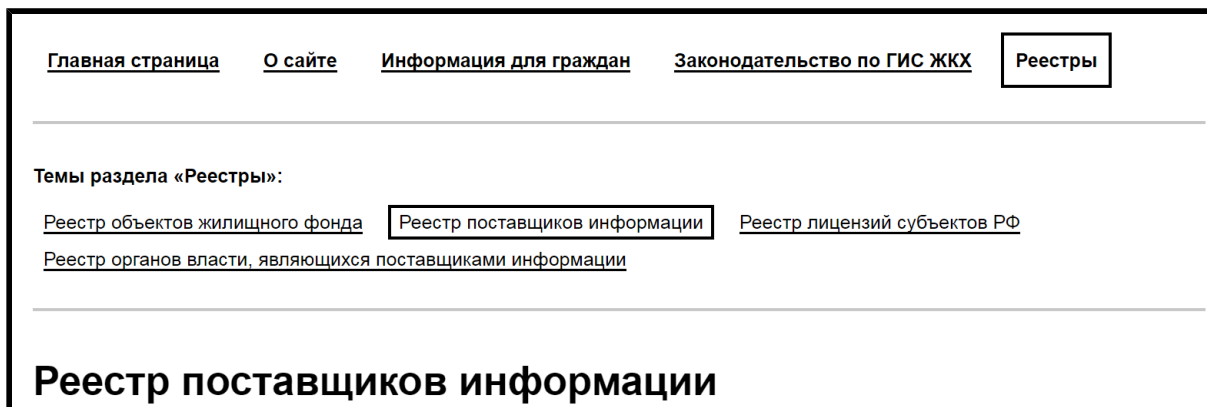 Главная страница О сайте Информация для граждан Законодательство по ГИС ЖКХ Реестры
Темы раздела «Реестры»:
Реестр объектов жилищного фонда Реестр поставщиков информации Реестр лицензий субъектов РФ
Реестр органов власти, являющихся поставщиками информации
Реестр поставщиков информации